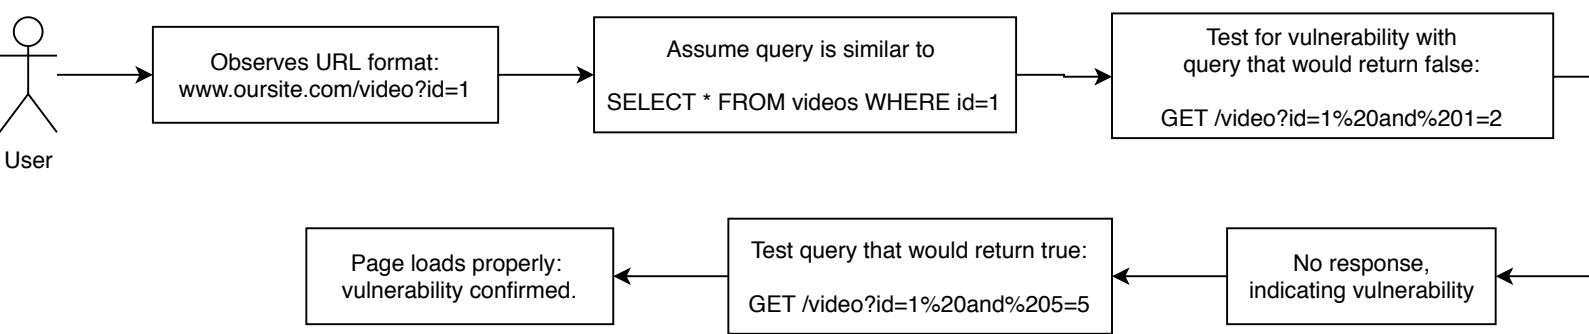 User
Observes URL format:
www.oursite.com/video?id=1
Assume query is similar to
SELECT * FROM videos WHERE id=1
Test for vulnerability with
query that would return false:
GET /video?id=1%20and%201=2
No response,
indicating vulnerability
Test query that would return true:
GET /video?id=1%20and%205=5
Page loads properly:
vulnerability confirmed.